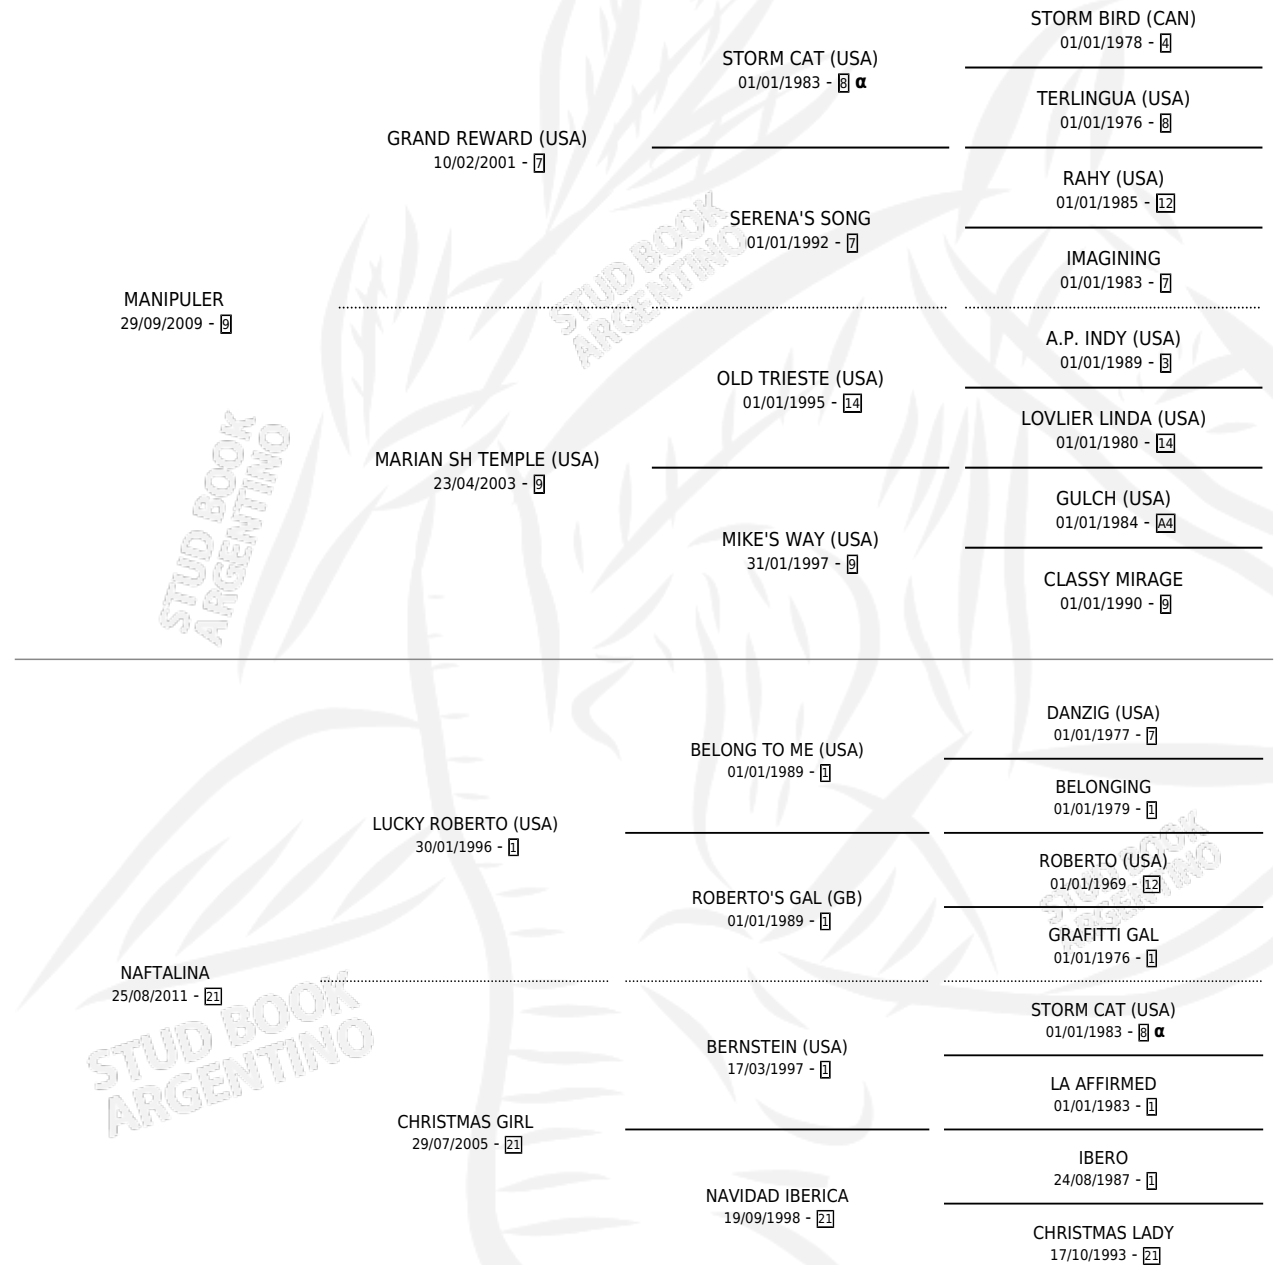 STORM BIRD (CAN)
01/01/1978 - 4
STORM CAT (USA)
01/01/1983 - 8 α
TERLINGUA (USA)
01/01/1976 - 8
GRAND REWARD (USA)
10/02/2001 - 7
RAHY (USA)
01/01/1985 - 12
SERENA'S SONG
01/01/1992 - 7
IMAGINING
01/01/1983 - 7
MANIPULER
29/09/2009 - 9
A.P. INDY (USA)
01/01/1989 - 3
OLD TRIESTE (USA)
01/01/1995 - 14
LOVLIER LINDA (USA)
01/01/1980 - 14
MARIAN SH TEMPLE (USA)
23/04/2003 - 9
GULCH (USA)
01/01/1984 - A4
MIKE'S WAY (USA)
31/01/1997 - 9
CLASSY MIRAGE
01/01/1990 - 9
DANZIG (USA)
01/01/1977 - 7
BELONG TO ME (USA)
01/01/1989 - 1
BELONGING
01/01/1979 - 1
LUCKY ROBERTO (USA)
30/01/1996 - 1
ROBERTO (USA)
01/01/1969 - 12
ROBERTO'S GAL (GB)
01/01/1989 - 1
GRAFITTI GAL
01/01/1976 - 1
NAFTALINA
25/08/2011 - 21
STORM CAT (USA)
01/01/1983 - 8 α
BERNSTEIN (USA)
17/03/1997 - 1
LA AFFIRMED
01/01/1983 - 1
CHRISTMAS GIRL
29/07/2005 - 21
IBERO
24/08/1987 - 1
NAVIDAD IBERICA
19/09/1998 - 21
CHRISTMAS LADY
17/10/1993 - 21
STUD BOOK
ARGENTINO
STUD BOOK
ARGENTINO
STUD BOOK
ARGENTINO
STUD BOOK
ARGENTINO